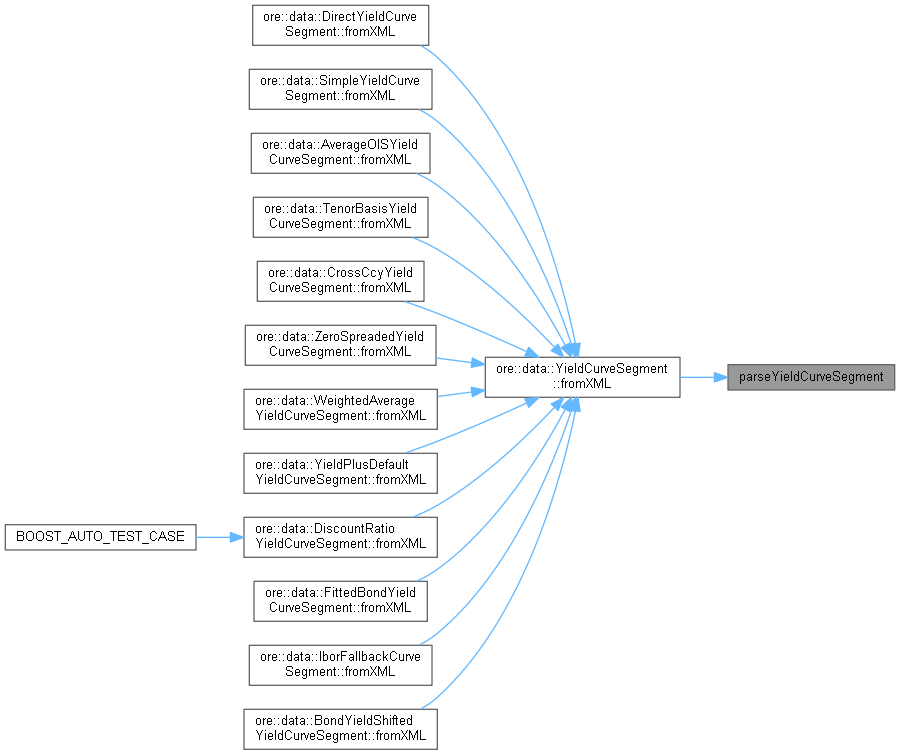 ore::data::DirectYieldCurve
Segment::fromXML
ore::data::SimpleYieldCurve
Segment::fromXML
ore::data::AverageOISYield
CurveSegment::fromXML
ore::data::TenorBasisYield
CurveSegment::fromXML
ore::data::CrossCcyYield
CurveSegment::fromXML
ore::data::ZeroSpreadedYield
CurveSegment::fromXML
ore::data::YieldCurveSegment
::fromXML
parseYieldCurveSegment
ore::data::WeightedAverage
YieldCurveSegment::fromXML
ore::data::YieldPlusDefault
YieldCurveSegment::fromXML
BOOST_AUTO_TEST_CASE
ore::data::DiscountRatio
YieldCurveSegment::fromXML
ore::data::FittedBondYield
CurveSegment::fromXML
ore::data::IborFallbackCurve
Segment::fromXML
ore::data::BondYieldShifted
YieldCurveSegment::fromXML